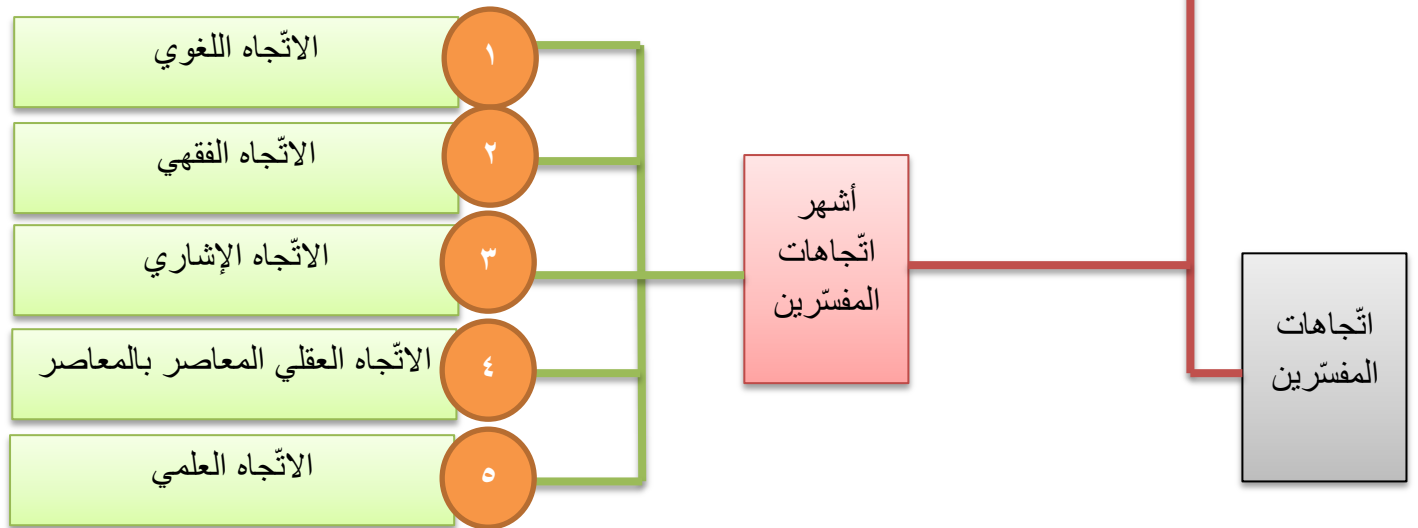 اتّجاهات
المفسّرين
أشهر
اتّجاهات
المفسّرين
١
الاتّجاه اللغوي
٢
الاتّجاه الفقهي
٣
الاتّجاه الإشاري
٤
الاتّجاه العقلي المعاصر بالمعاصر
٥
الاتّجاه العلمي